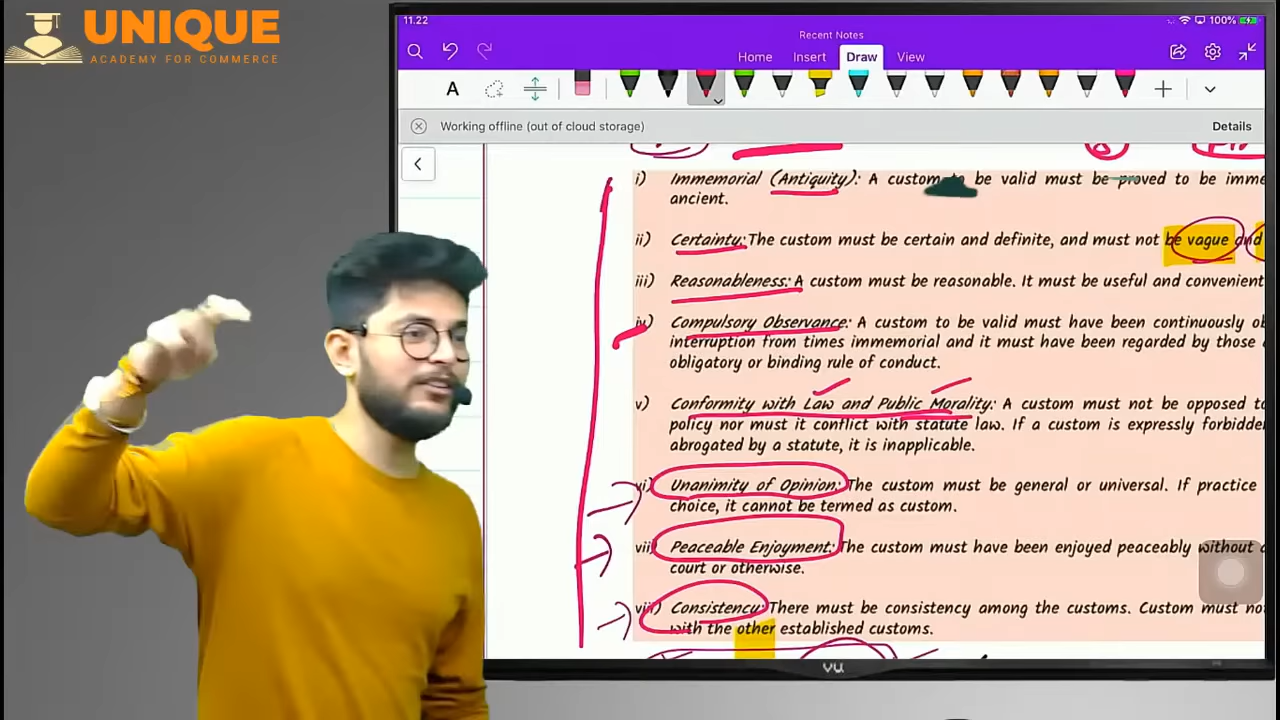 UNIQUE
ACADEMY FOR COMMERCE
11.22
100%
Recent Notes
Home Insert Draw View
A
Working offline (out of cloud storage)
Details
i) Immemorial (Antiquity): A custom to be valid must be proved to be imme
ancient.
ii) Certainty: The custom must be certain and definite, and must not be vague and
iii) Reasonableness: A custom must be reasonable. It must be useful and convenient
iv) Compulsory Observance: A custom to be valid must have been continuously ob
interruption from times immemorial and it must have been regarded by those
obligatory or binding rule of conduct.
v) Conformity with Law and Public Morality: A custom must not be opposed to
policy nor must it conflict with statute law. If a custom is expressly forbidde
abrogated by a statute, it is inapplicable.
vi) Unanimity of Opinion: The custom must be general or universal. If practice
choice, it cannot be termed as custom.
vii) Peaceable Enjoyment: The custom must have been enjoyed peaceably without
court or otherwise.
viii) Consistency: There must be consistency among the customs. Custom must not
with the other established customs.
vu